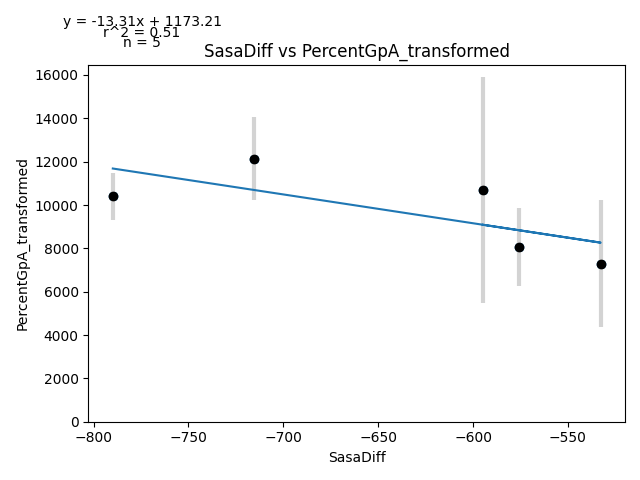 y = -13.31x + 1173.21
r^2 = 0.51
n = 5
SasaDiff vs PercentGpA_transformed
16000
14000
12000
10000
8000
6000
4000
2000
0
PercentGpA_transformed
−800
−750
−700
−650
−600
−550
SasaDiff